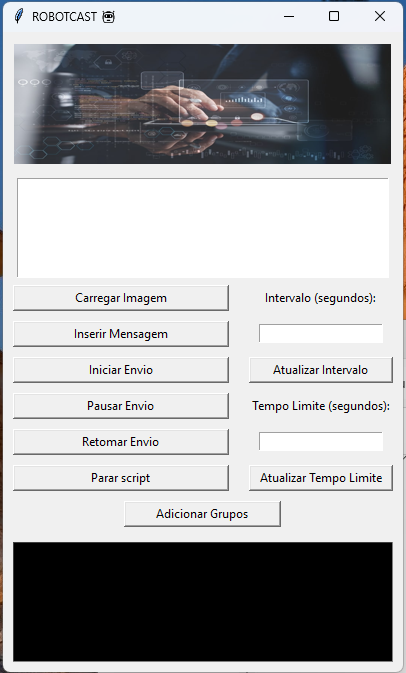 ROBOTCAST
Carregar Imagem
Intervalo (segundos):
Inserir Mensagem
Iniciar Envio
Atualizar Intervalo
Pausar Envio
Tempo Limite (segundos):
Retomar Envio
Parar script
Atualizar Tempo Limite
Adicionar Grupos